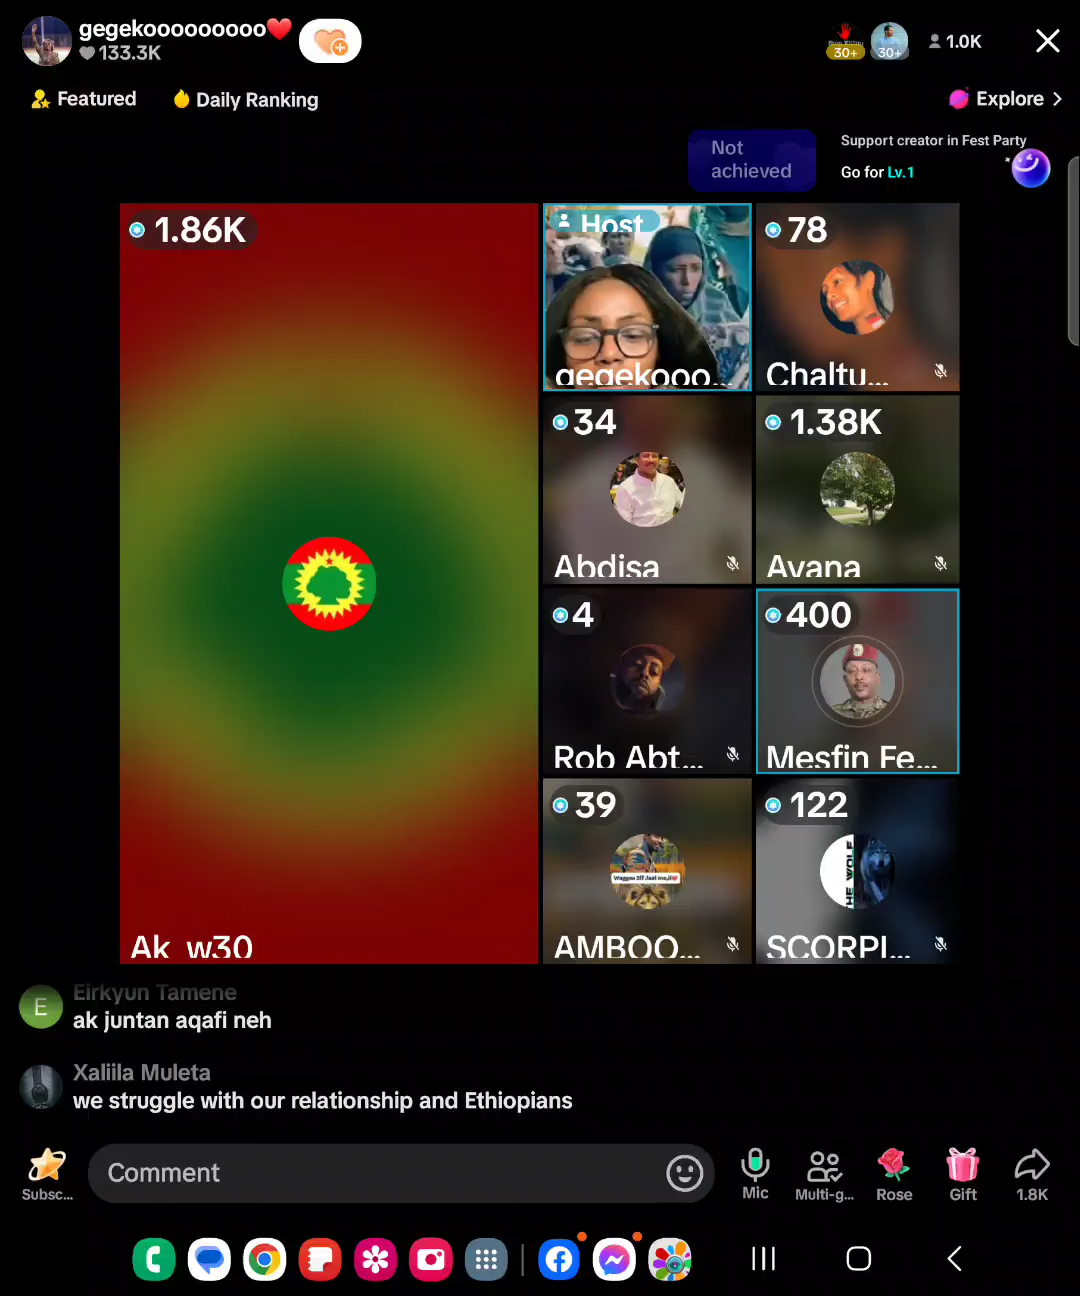 gegekooooooooo❤️
133.3K
30+
30+
1.0K
Featured
Daily Ranking
Explore >
Not
achieved
Support creator in Fest Party
Go for Lv.1
1.86K
Host
78
gegekooo...
Chaltu...
34
1.38K
Abdisa
Ayana
4
400
Rob Abt...
Mesfin Fe...
39
122
HE WOLF
AMBOO...
SCORPI...
Ak_w30
E
Eirkyun Tamene
ak juntan aqafi neh
Xaliila Muleta
we struggle with our relationship and Ethiopians
Comment
Subsc...
Mic
Multi-g...
Rose
Gift
1.8K